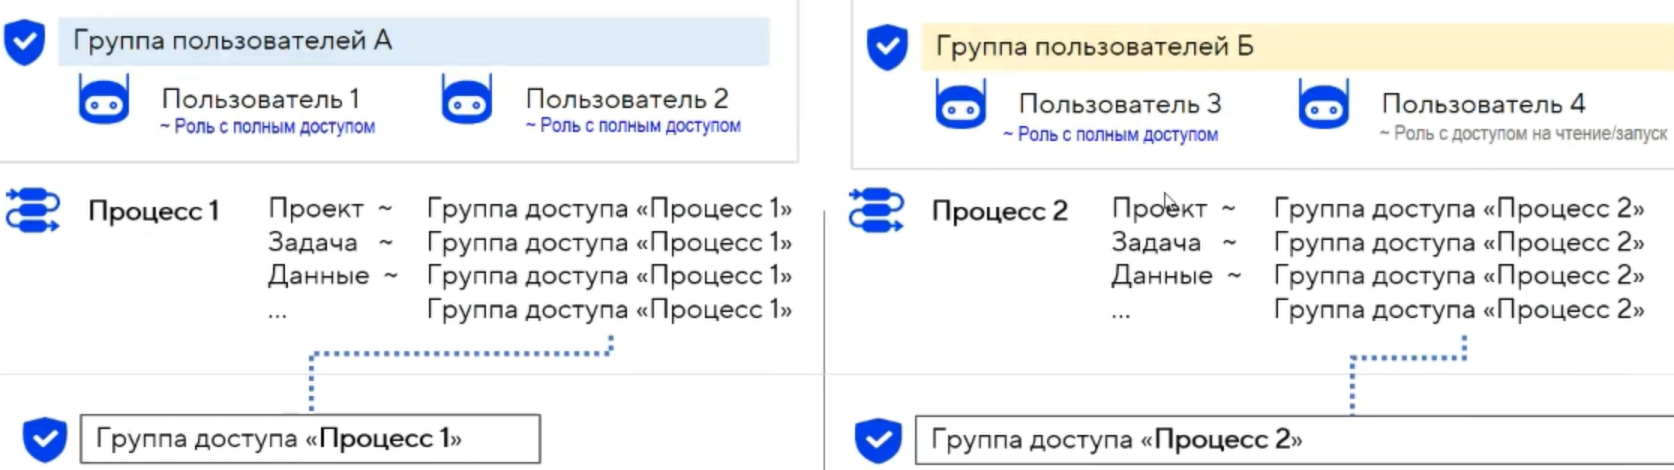 Группа пользователей А
Пользователь 1
~ Роль с полным доступом
Пользователь 2
~ Роль с полным доступом
Процесс 1
Проект ~ Группа доступа «Процесс 1»
Задача ~ Группа доступа «Процесс 1»
Данные ~ Группа доступа «Процесс 1»
... Группа доступа «Процесс 1»
Группа доступа «Процесс 1»
Группа пользователей Б
Пользователь 3
~ Роль с полным доступом
Пользователь 4
~ Роль с доступом на чтение/запуск
Процесс 2
Проект ~ Группа доступа «Процесс 2»
Задача ~ Группа доступа «Процесс 2»
Данные ~ Группа доступа «Процесс 2»
... Группа доступа «Процесс 2»
Группа доступа «Процесс 2»